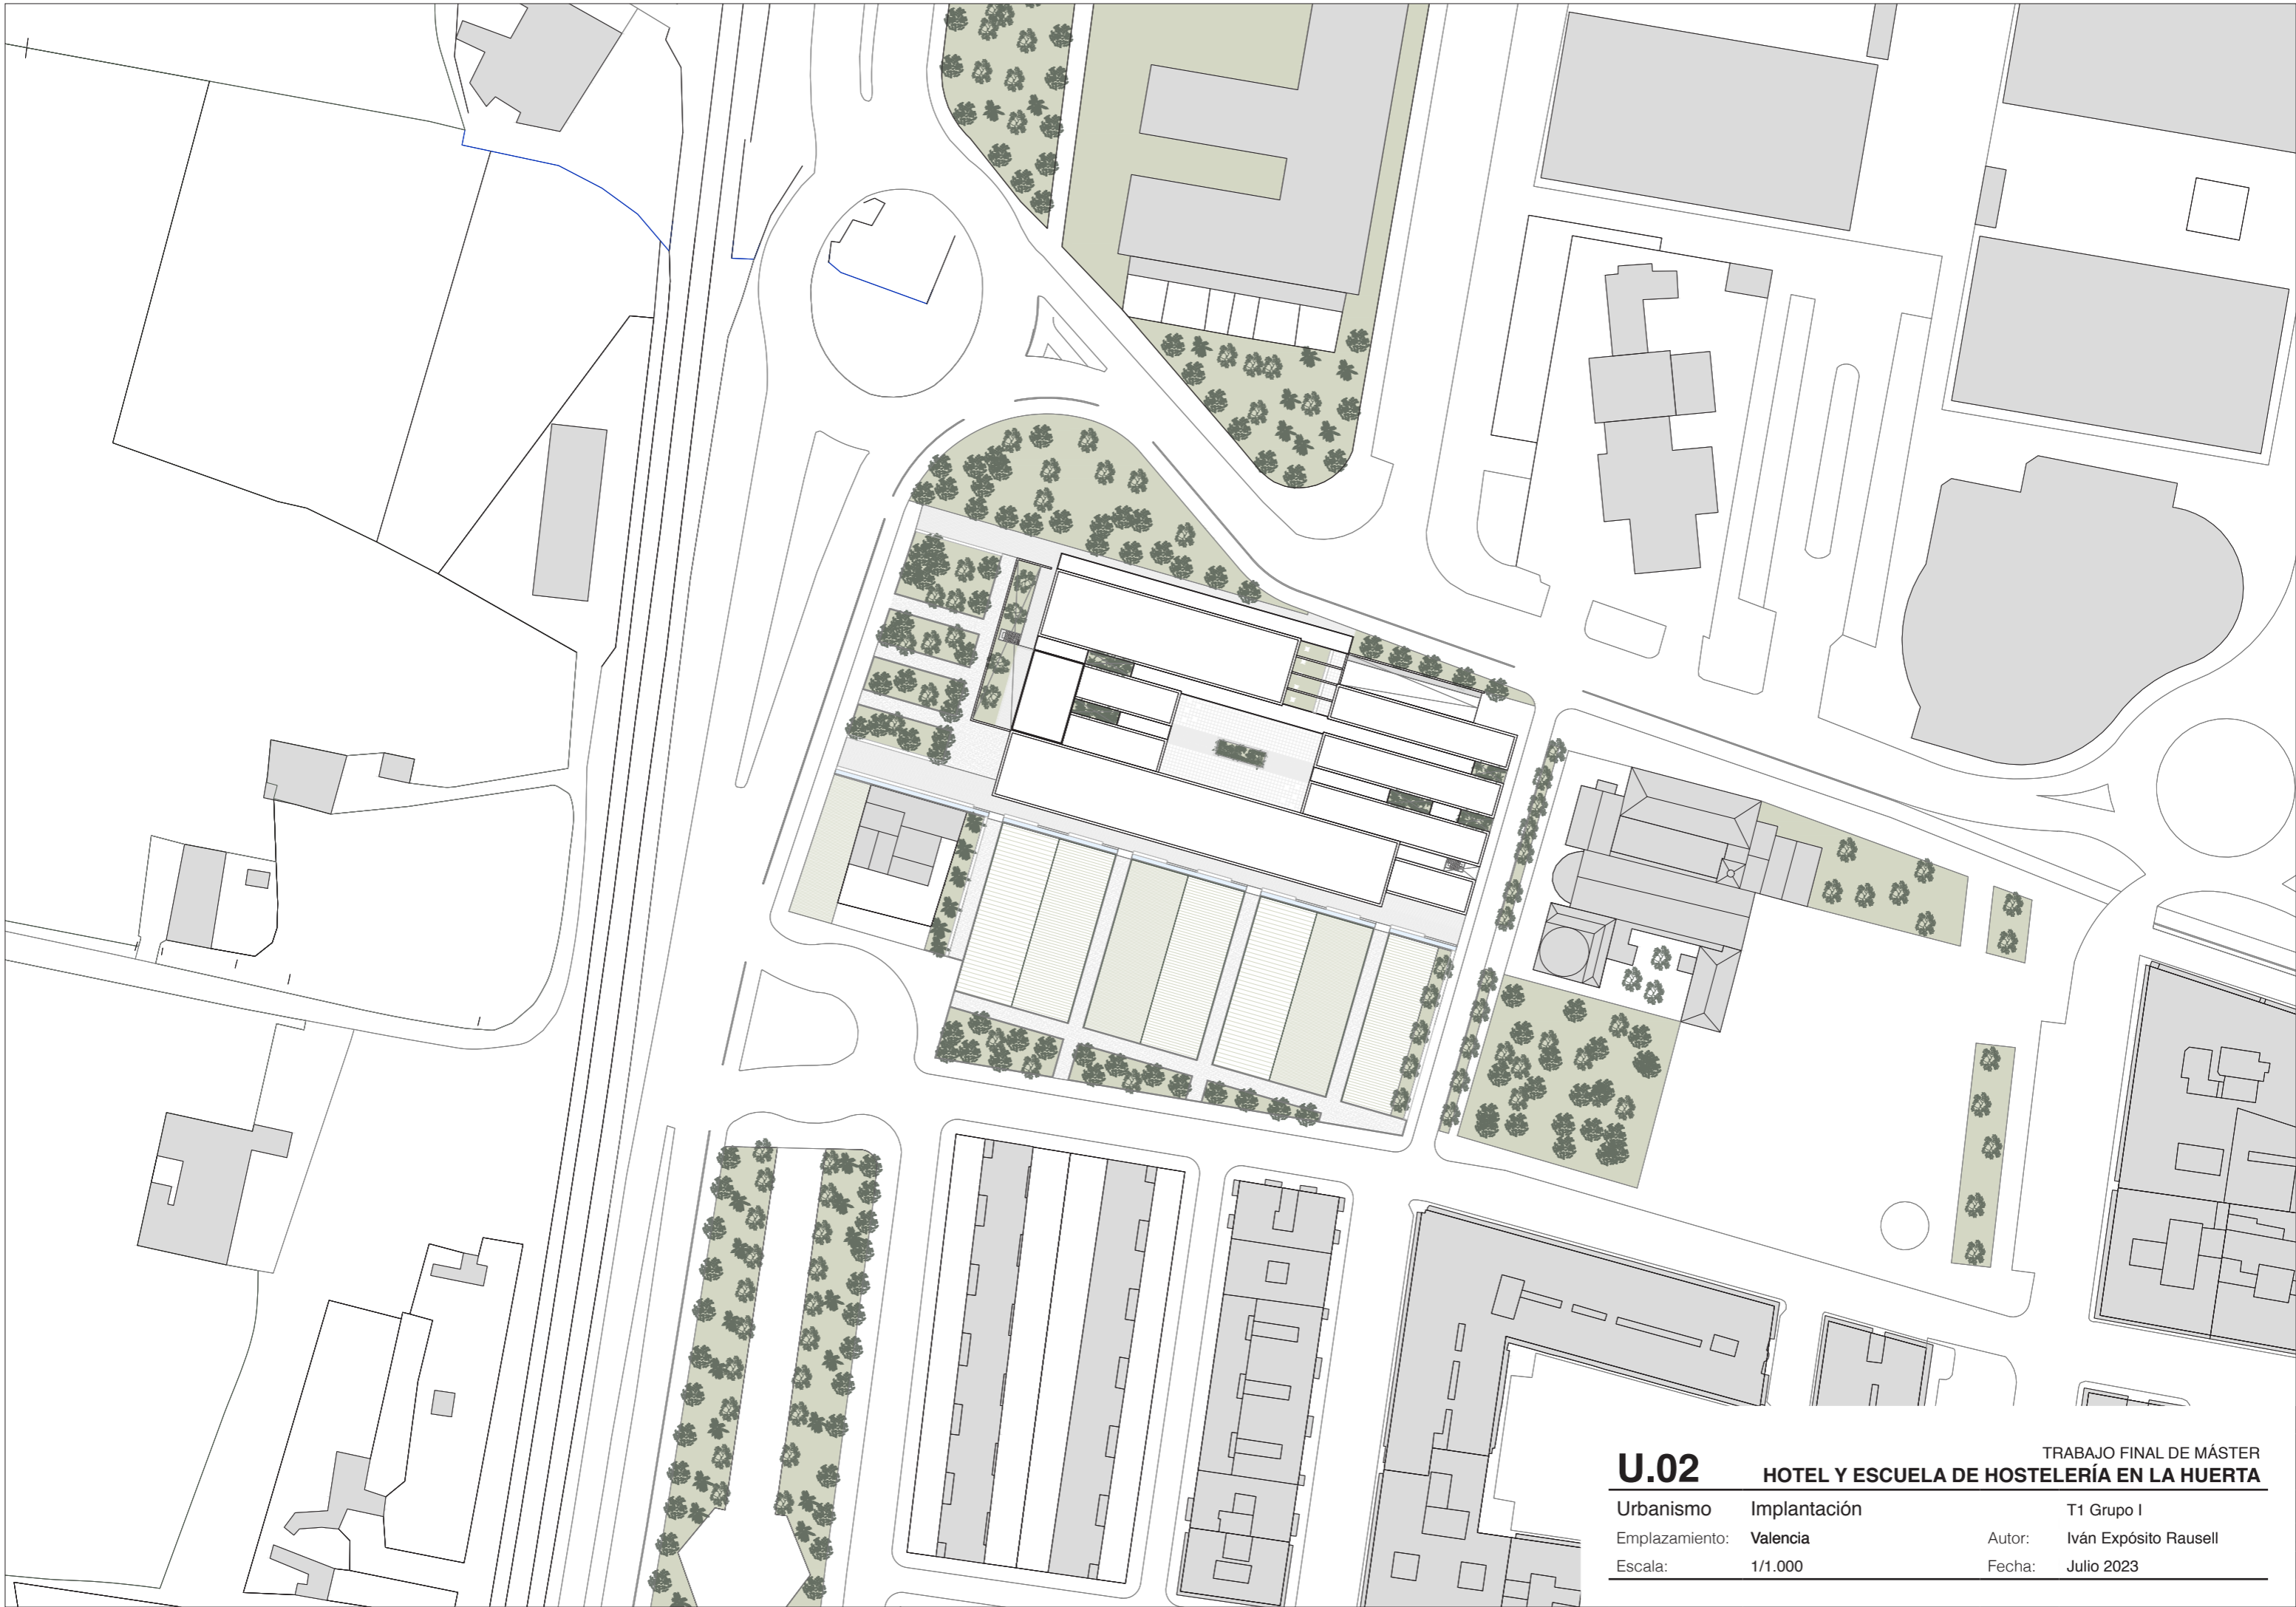 TRABAJO FINAL DE MÁSTER
U.02 HOTEL Y ESCUELA DE HOSTELERÍA EN LA HUERTA
Urbanismo Implantación T1 Grupo I
Emplazamiento: Valencia Autor: Iván Expósito Rausell
Escala: 1/1.000 Fecha: Julio 2023